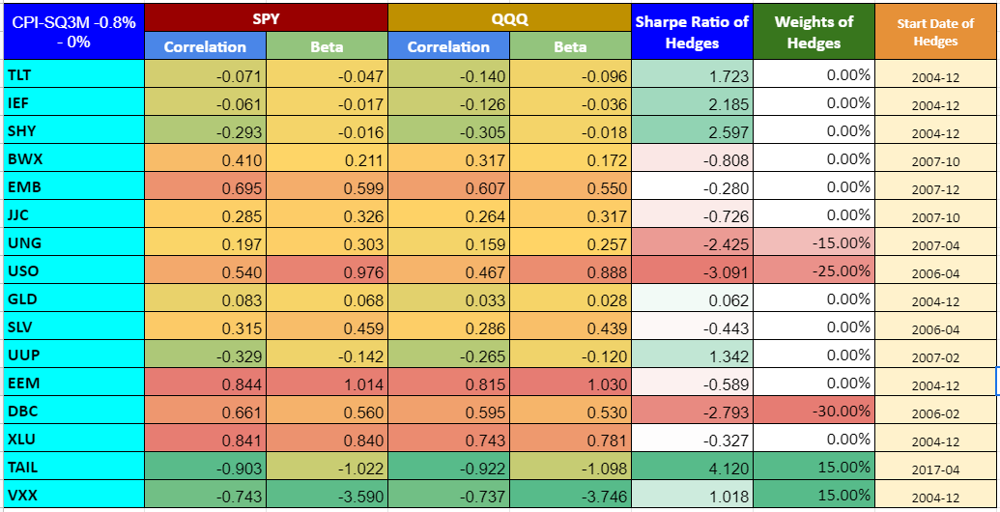 CPI-SQ3M -0.8% - 0% SPY QQQ Sharpe Ratio of Hedges Weights of Hedges Start Date of Hedges
Correlation Beta Correlation Beta
TLT -0.071 -0.047 -0.140 -0.096 1.723 0.00% 2004-12
IEF -0.061 -0.017 -0.126 -0.036 2.185 0.00% 2004-12
SHY -0.293 -0.016 -0.305 -0.018 2.597 0.00% 2004-12
BWX 0.410 0.211 0.317 0.172 -0.808 0.00% 2007-10
EMB 0.695 0.599 0.607 0.550 -0.280 0.00% 2007-12
JJC 0.285 0.326 0.264 0.317 -0.726 0.00% 2007-10
UNG 0.197 0.303 0.159 0.257 -2.425 -15.00% 2007-04
USO 0.540 0.976 0.467 0.888 -3.091 -25.00% 2006-04
GLD 0.083 0.068 0.033 0.028 0.062 0.00% 2004-12
SLV 0.315 0.459 0.286 0.439 -0.443 0.00% 2006-04
UUP -0.329 -0.142 -0.265 -0.120 1.342 0.00% 2007-02
EEM 0.844 1.014 0.815 1.030 -0.589 0.00% 2004-12
DBC 0.661 0.560 0.595 0.530 -2.793 -30.00% 2006-02
XLU 0.841 0.840 0.743 0.781 -0.327 0.00% 2004-12
TAIL -0.903 -1.022 -0.922 -1.098 4.120 15.00% 2017-04
VXX -0.743 -3.590 -0.737 -3.746 1.018 15.00% 2004-12